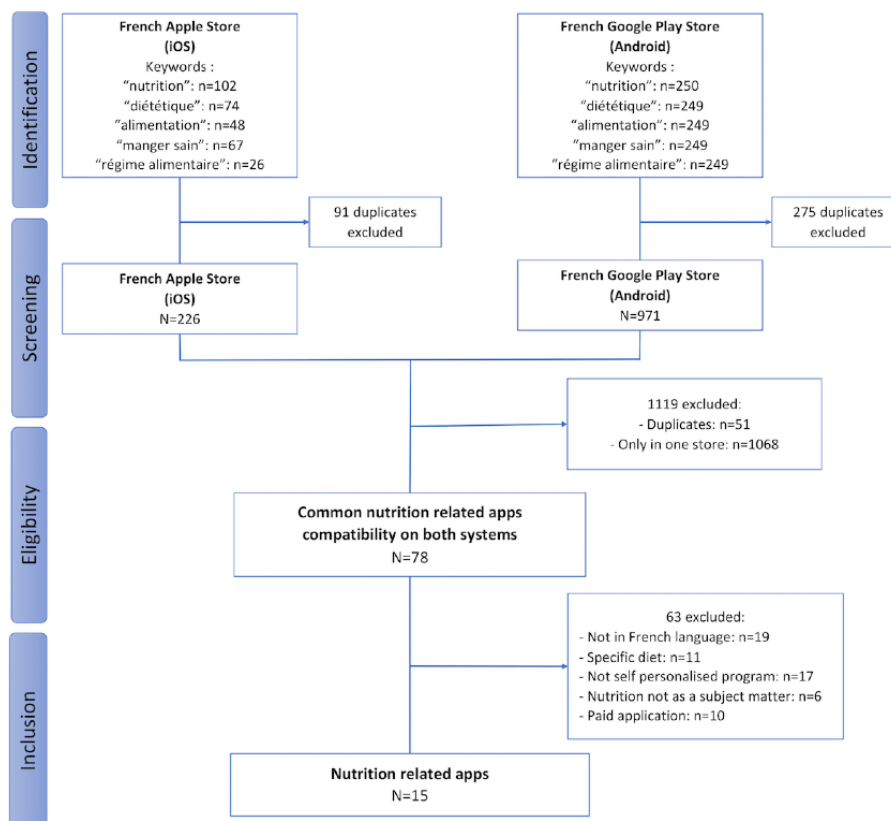 Identification
French Apple Store
(iOS)
Keywords :
“nutrition”: n=102
“diététique”: n=74
“alimentation”: n=48
“manger sain”: n=67
“régime alimentaire”: n=26
French Google Play Store
(Android)
Keywords :
“nutrition”: n=250
“diététique”: n=249
“alimentation”: n=249
“manger sain”: n=249
“régime alimentaire”: n=249
91 duplicates
excluded
275 duplicates
excluded
Screening
French Apple Store
(iOS)
N=226
French Google Play Store
(Android)
N=971
1119 excluded:
- Duplicates: n=51
- Only in one store: n=1068
Eligibility
Common nutrition related apps
compatibility on both systems
N=78
63 excluded:
- Not in French language: n=19
- Specific diet: n=11
- Not self personalised program: n=17
- Nutrition not as a subject matter: n=6
- Paid application: n=10
Inclusion
Nutrition related apps
N=15